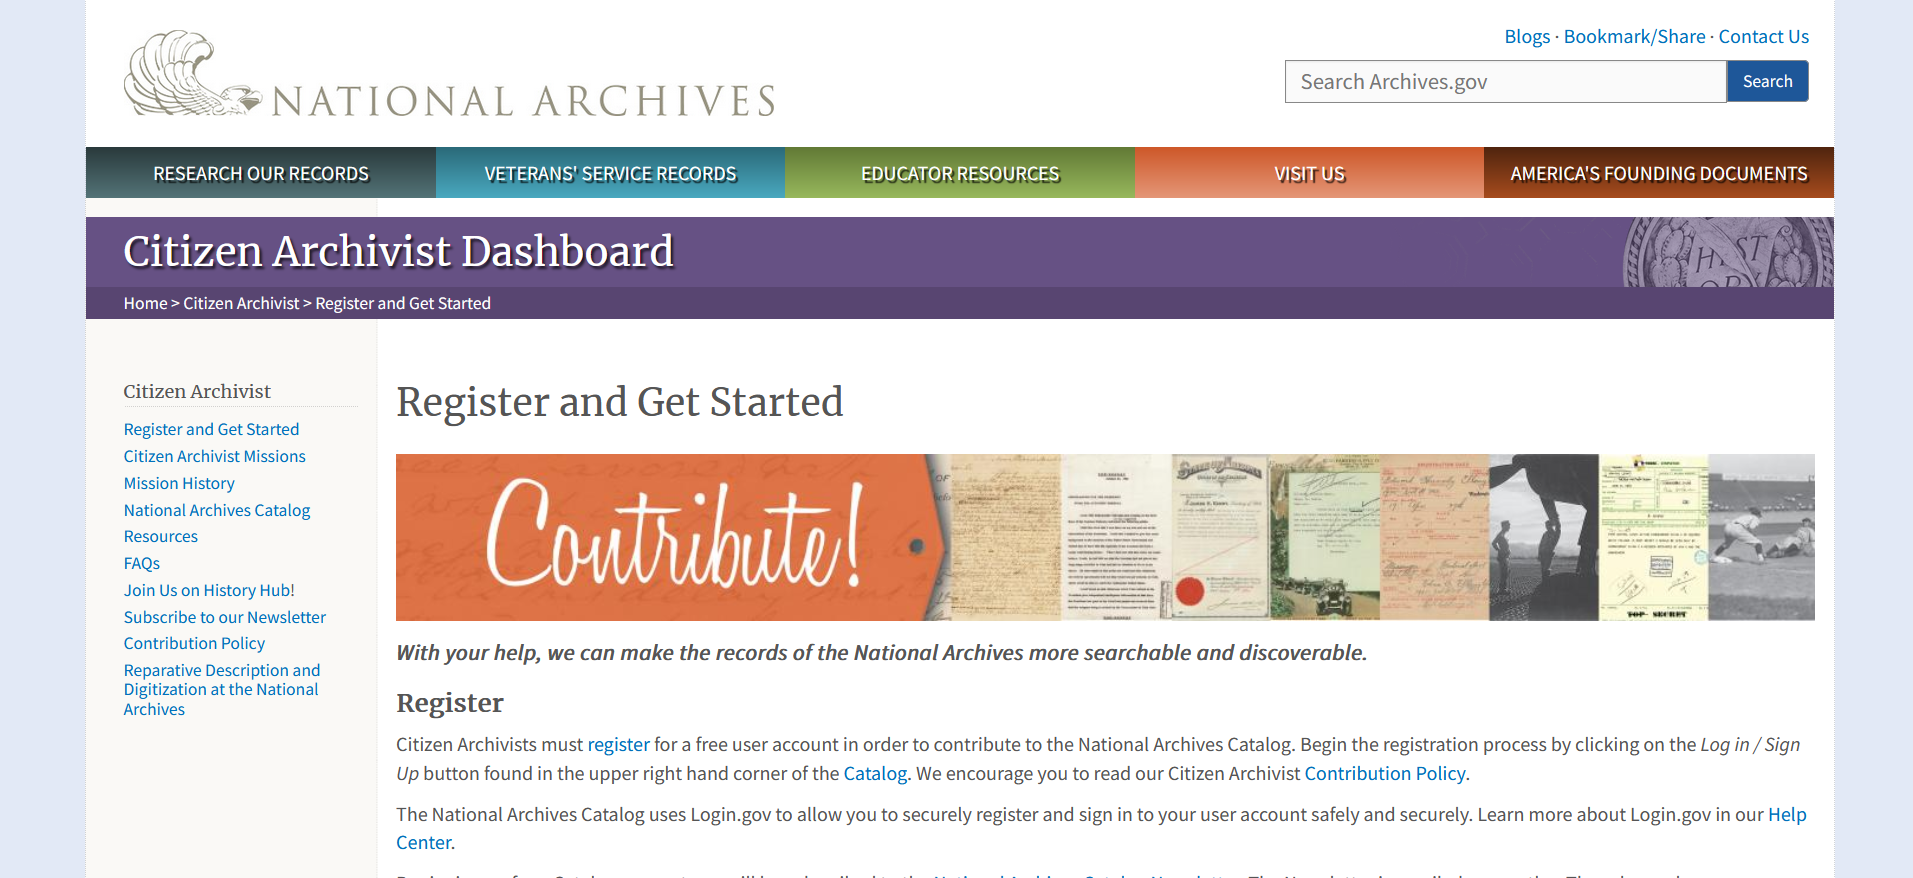 Blogs · Bookmark/Share · Contact Us
NATIONAL ARCHIVES
Search Archives.gov
Search
RESEARCH OUR RECORDS
VETERANS' SERVICE RECORDS
EDUCATOR RESOURCES
VISIT US
AMERICA'S FOUNDING DOCUMENTS
Citizen Archivist Dashboard
HIST
Home > Citizen Archivist > Register and Get Started
Citizen Archivist
Register and Get Started
Citizen Archivist Missions
Mission History
National Archives Catalog
Resources
FAQs
Join Us on History Hub!
Subscribe to our Newsletter
Contribution Policy
Reparative Description and
Digitization at the National
Archives
Register and Get Started
Contribute!
TOP SECRET
With your help, we can make the records of the National Archives more searchable and discoverable.
Register
Citizen Archivists must register for a free user account in order to contribute to the National Archives Catalog. Begin the registration process by clicking on the Log in / Sign
Up button found in the upper right hand corner of the Catalog. We encourage you to read our Citizen Archivist Contribution Policy.
The National Archives Catalog uses Login.gov to allow you to securely register and sign in to your user account safely and securely. Learn more about Login.gov in our Help
Center.